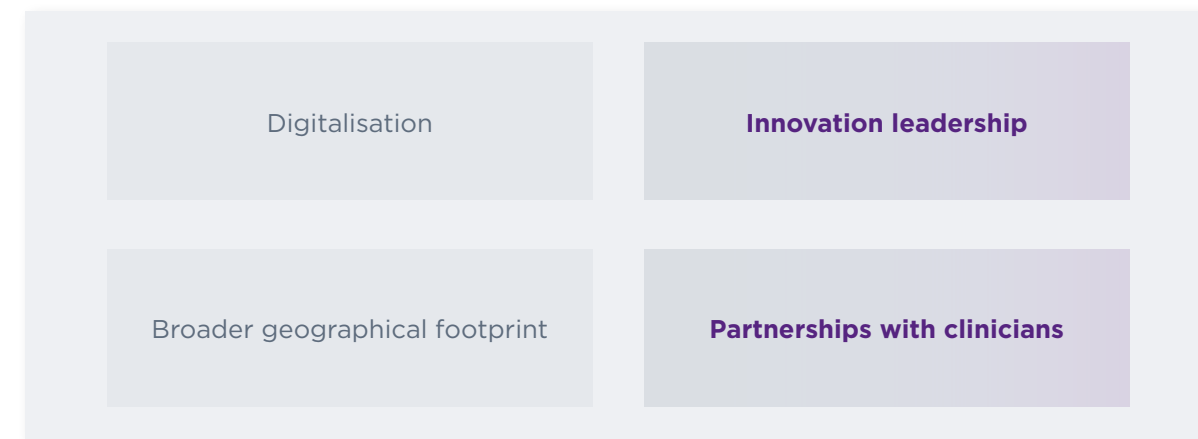 Digitalisation
Innovation leadership
Broader geographical footprint
Partnerships with clinicians